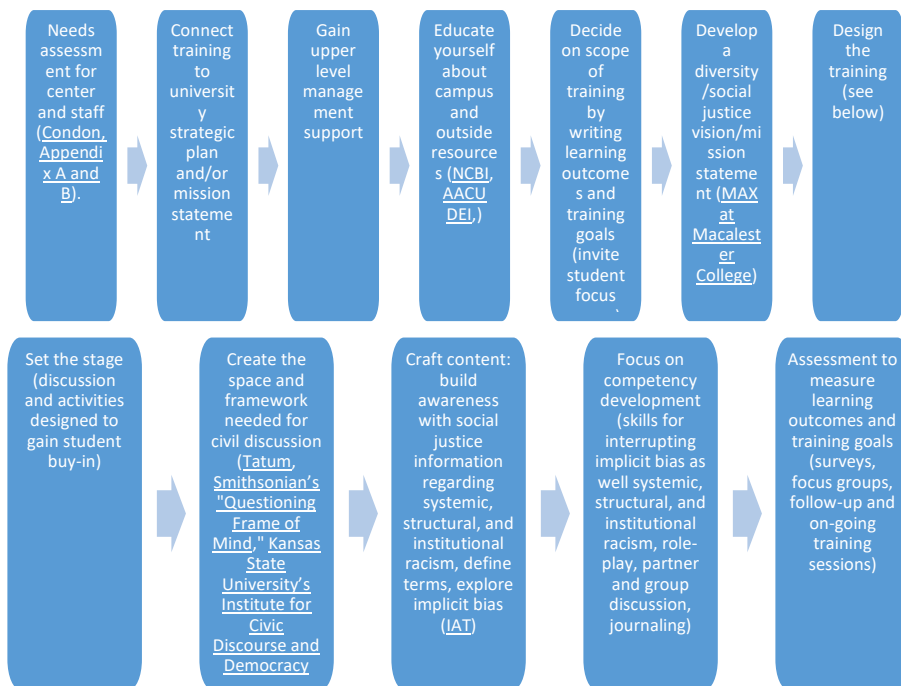 Needs
assessm
ent for
center
and staff
(Condon,
Appendi
x A and
B).
Connect
training
to
universit
y
strategic
plan
and/or
mission
stateme
nt
Gain
upper
level
manage
ment
support
Educate
yourself
about
campus
and
outside
resource
s (NCBI,
AACU
DEI,)
Decide
on scope
of
training
by
writing
learning
outcome
s and
training
goals
(invite
student
focus
Develop
a
diversity
/social
justice
vision/mi
ssion
stateme
nt (MAX
at
Macalest
er
College)
Design
the
training
(see
below)
Set the stage
(discussion
and activities
designed to
gain student
buy-in)
Create the
space and
framework
needed for
civil discussion
(Tatum,
Smithsonian’s
"Questioning
Frame of
Mind," Kansas
State
University’s
Institute for
Civic
Discourse and
Democracy
Craft content:
build
awareness
with social
justice
information
regarding
systemic,
structural, and
institutional
racism, define
terms, explore
implicit bias
(IAT)
Focus on
competency
development
(skills for
interrupting
implicit bias as
well systemic,
structural, and
institutional
racism, role-
play, partner
and group
discussion,
journaling)
Assessment to
measure
learning
outcomes and
training goals
(surveys,
focus groups,
follow-up and
on-going
training
sessions)